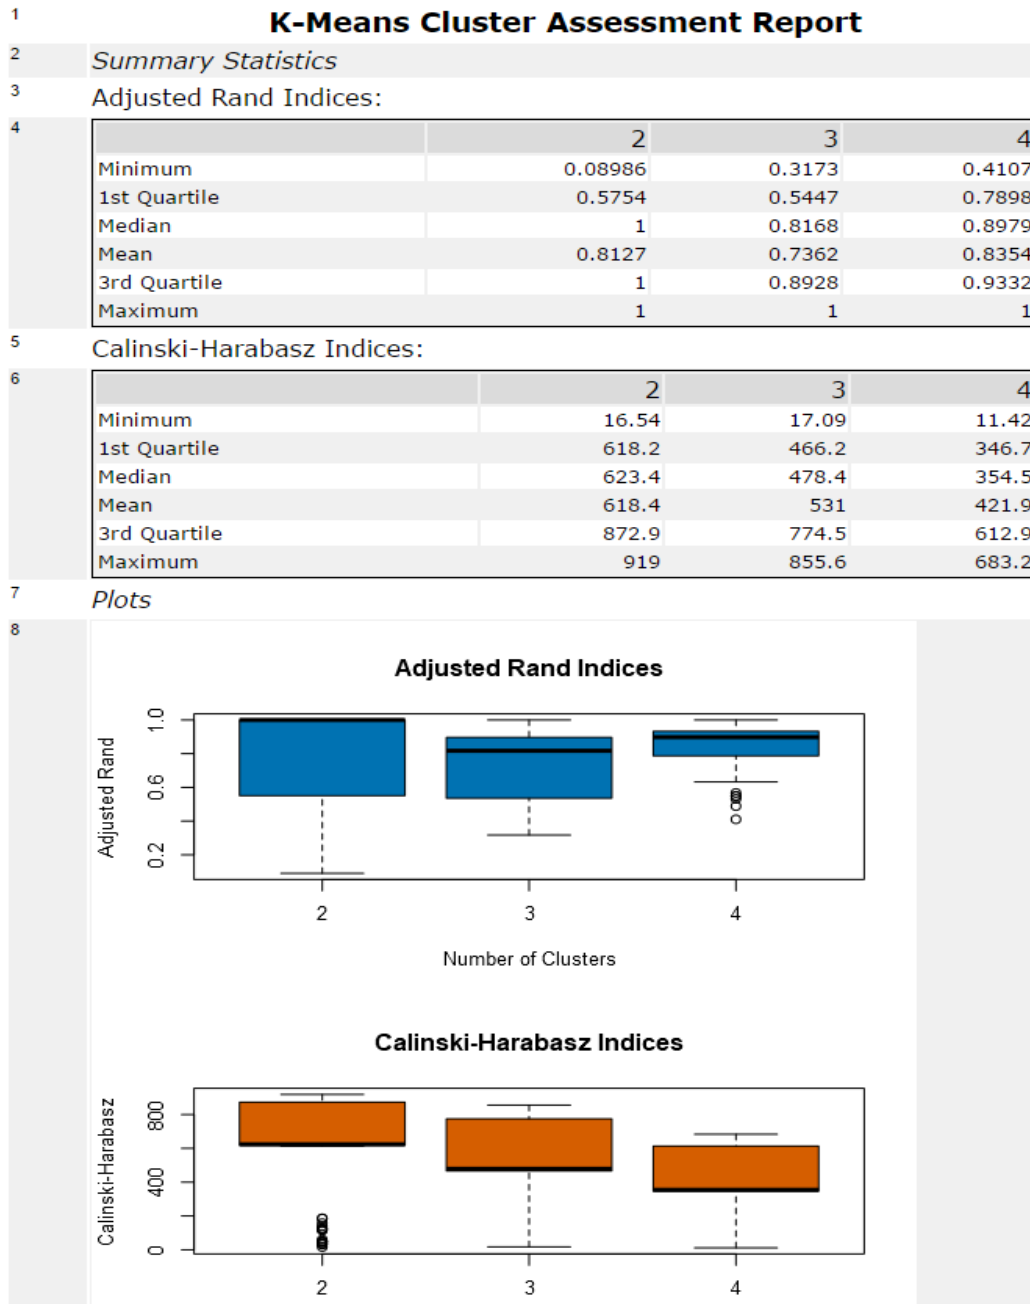 1 K-Means Cluster Assessment Report
2 Summary Statistics
3 Adjusted Rand Indices:
4
2 3 4
Minimum 0.08986 0.3173 0.4107
1st Quartile 0.5754 0.5447 0.7898
Median 1 0.8168 0.8979
Mean 0.8127 0.7362 0.8354
3rd Quartile 1 0.8928 0.9332
Maximum 1 1 1
5 Calinski-Harabasz Indices:
6
2 3 4
Minimum 16.54 17.09 11.42
1st Quartile 618.2 466.2 346.7
Median 623.4 478.4 354.5
Mean 618.4 531 421.9
3rd Quartile 872.9 774.5 612.9
Maximum 919 855.6 683.2
7 Plots
8
Adjusted Rand Indices
Adjusted Rand
1.0
0.6
0.2
2 3 4
Number of Clusters
Calinski-Harabasz Indices
Calinski-Harabasz
800
400
0
2 3 4